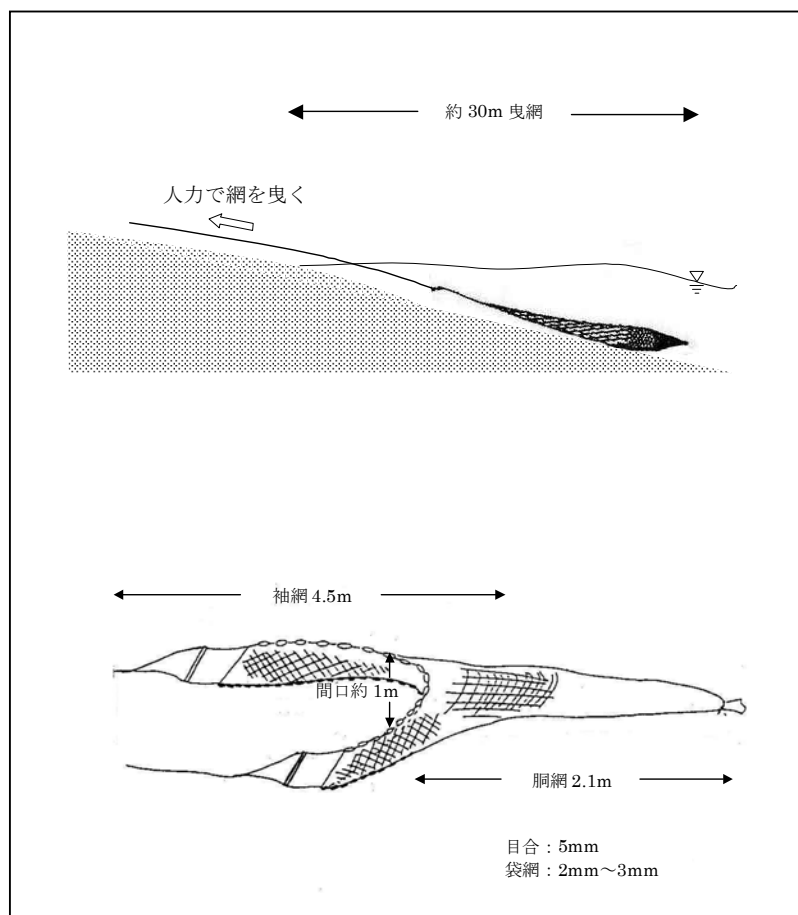 約 30m 曳網
人力で網を曳く
袖網 4.5m
間口約 1m
胴網 2.1m
目合：5mm
袋網：2mm～3mm